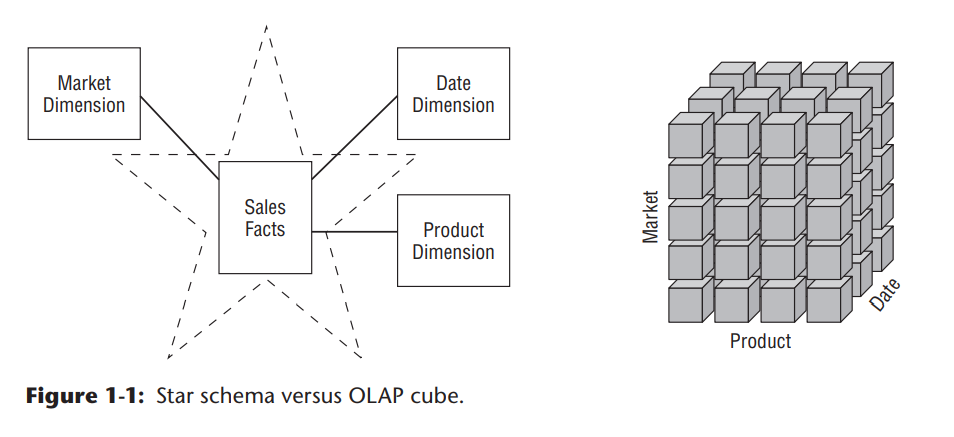 Market
Dimension
Date
Dimension
Sales
Facts
Product
Dimension
Market
Product
Date
Figure 1-1: Star schema versus OLAP cube.